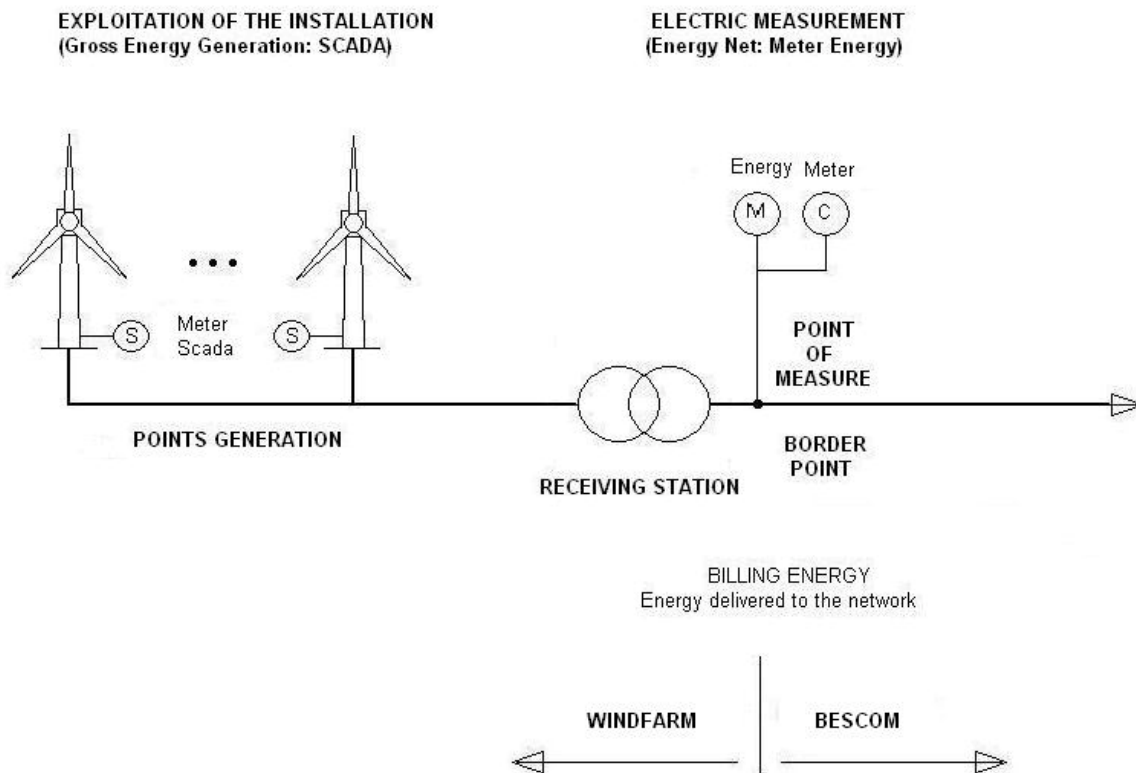 EXPLOITATION OF THE INSTALLATION
(Gross Energy Generation: SCADA)
ELECTRIC MEASUREMENT
(Energy Net: Meter Energy)
Energy Meter
M C
S
Meter
Scada
S
POINT
OF
MEASURE
POINTS GENERATION
BORDER
POINT
RECEIVING STATION
BILLING ENERGY
Energy delivered to the network
WINDFARM
BESCOM